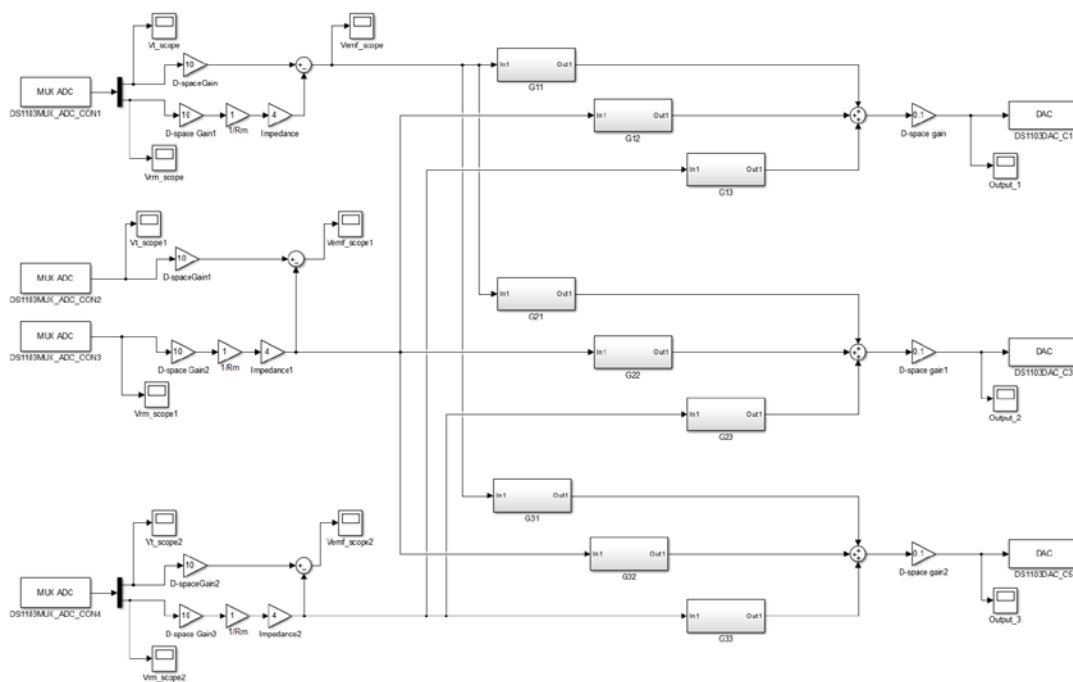 Vt_scope
Vemf_scope
MUX ADC
DS1103MUX_ADC_CON1
10
D-spaceGain
10
D-space Gain1
1
1/Rm
4
Impedance
Vrm_scope
In1
Out1
G11
In1
Out1
G12
In1
Out1
G13
0.1
D-space gain
Output_1
DAC
DS1103DAC_C1
Vt_scope1
Vemf_scope1
MUX ADC
DS1103MUX_ADC_CON2
10
D-spaceGain1
MUX ADC
DS1103MUX_ADC_CON3
10
D-space Gain2
1
1/Rm
4
Impedance1
Vrm_scope1
In1
Out1
G21
In1
Out1
G22
In1
Out1
G23
0.1
D-space gain1
Output_2
DAC
DS1103DAC_C3
Vt_scope2
Vemf_scope2
MUX ADC
DS1103MUX_ADC_CON4
10
D-spaceGain2
10
D-space Gain3
1
1/Rm
4
Impedance2
Vrm_scope2
In1
Out1
G31
In1
Out1
G32
In1
Out1
G33
0.1
D-space gain2
Output_3
DAC
DS1103DAC_C5